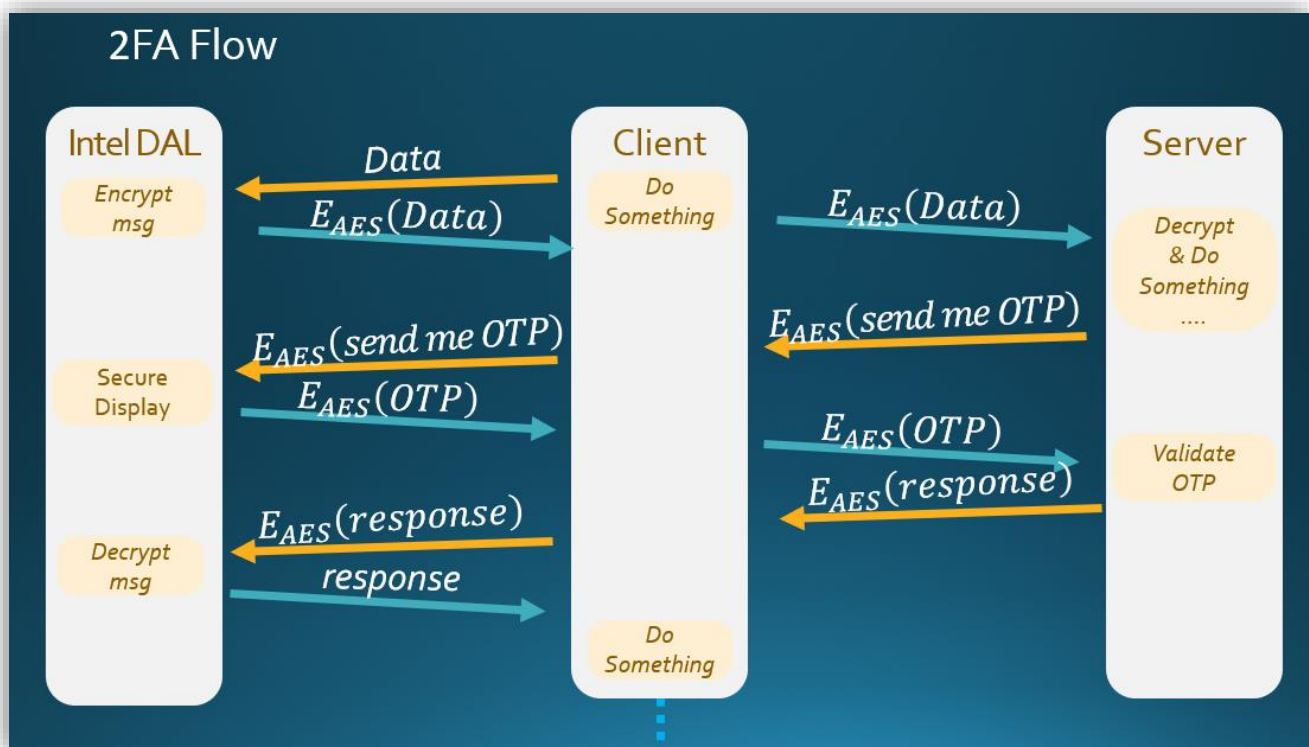 2FA Flow
Intel DAL
Client
Server
Data
Encrypt
msg
Do
Something
E_AES(Data)
E_AES(Data)
Decrypt
& Do
Something
....
E_AES(send me OTP)
E_AES(send me OTP)
Secure
Display
E_AES(OTP)
E_AES(OTP)
Validate
OTP
E_AES(response)
E_AES(response)
Decrypt
msg
response
Do
Something